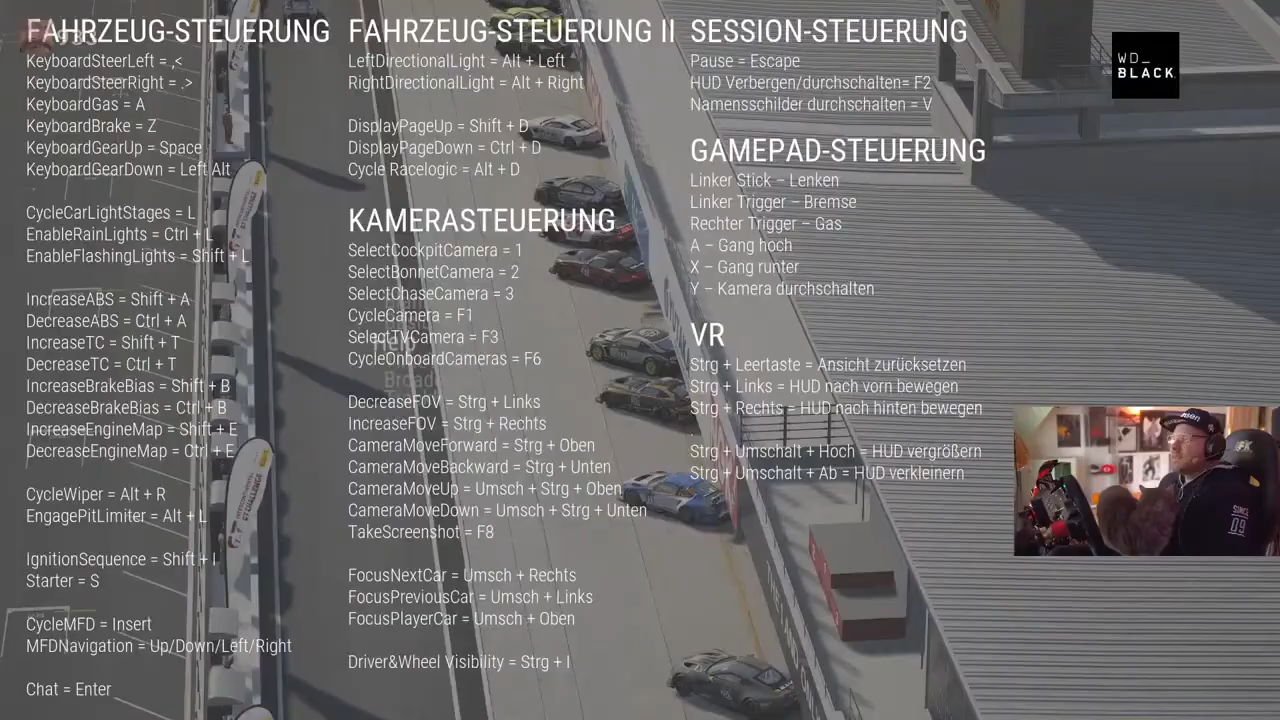 FAHRZEUG-STEUERUNG
KeyboardSteerLeft = ,<
KeyboardSteerRight = ,>
KeyboardGas = A
KeyboardBrake = Z
KeyboardGearUp = Space
KeyboardGearDown = Left Alt
CycleCarLightStages = L
EnableRainLights = Ctrl + L
EnableFlashingLights = Shift + L
IncreaseABS = Shift + A
DecreaseABS = Ctrl + A
IncreaseTC = Shift + T
DecreaseTC = Ctrl + T
IncreaseBrakeBias = Shift + B
DecreaseBrakeBias = Ctrl + B
IncreaseEngineMap = Shift + E
DecreaseEngineMap = Ctrl + E
CycleWiper = Alt + R
EngagePitLimiter = Alt + L
IgnitionSequence = Shift + I
Starter = S
CycleMFD = Insert
MFDNavigation = Up/Down/Left/Right
Chat = Enter
FAHRZEUG-STEUERUNG II
LeftDirectionalLight = Alt + Left
RightDirectionalLight = Alt + Right
DisplayPageUp = Shift + D
DisplayPageDown = Ctrl + D
Cycle Racelogic = Alt + D
KAMERASTEUERUNG
SelectCockpitCamera = 1
SelectBonnetCamera = 2
SelectChaseCamera = 3
CycleCamera = F1
SelectTVCamera = F3
CycleOnboardCameras = F6
DecreaseFOV = Strg + Links
IncreaseFOV = Strg + Rechts
CameraMoveForward = Strg + Oben
CameraMoveBackward = Strg + Unten
CameraMoveUp = Umsch + Strg + Oben
CameraMoveDown = Umsch + Strg + Unten
TakeScreenshot = F8
FocusNextCar = Umsch + Rechts
FocusPreviousCar = Umsch + Links
FocusPlayerCar = Umsch + Oben
Driver&Wheel Visibility = Strg + I
SESSION-STEUERUNG
Pause = Escape
HUD Verbergen/durchschalten= F2
Namensschilder durchschalten = V
GAMEPAD-STEUERUNG
Linker Stick – Lenken
Linker Trigger – Bremse
Rechter Trigger – Gas
A – Gang hoch
X – Gang runter
Y – Kamera durchschalten
VR
Strg + Leertaste = Ansicht zurücksetzen
Strg + Links = HUD nach vorn bewegen
Strg + Rechts = HUD nach hinten bewegen
.
Strg + Umschalt + Hoch = HUD vergrößern
Strg + Umschalt + Ab = HUD verkleinern
WD_
BLACK
SINCE
09